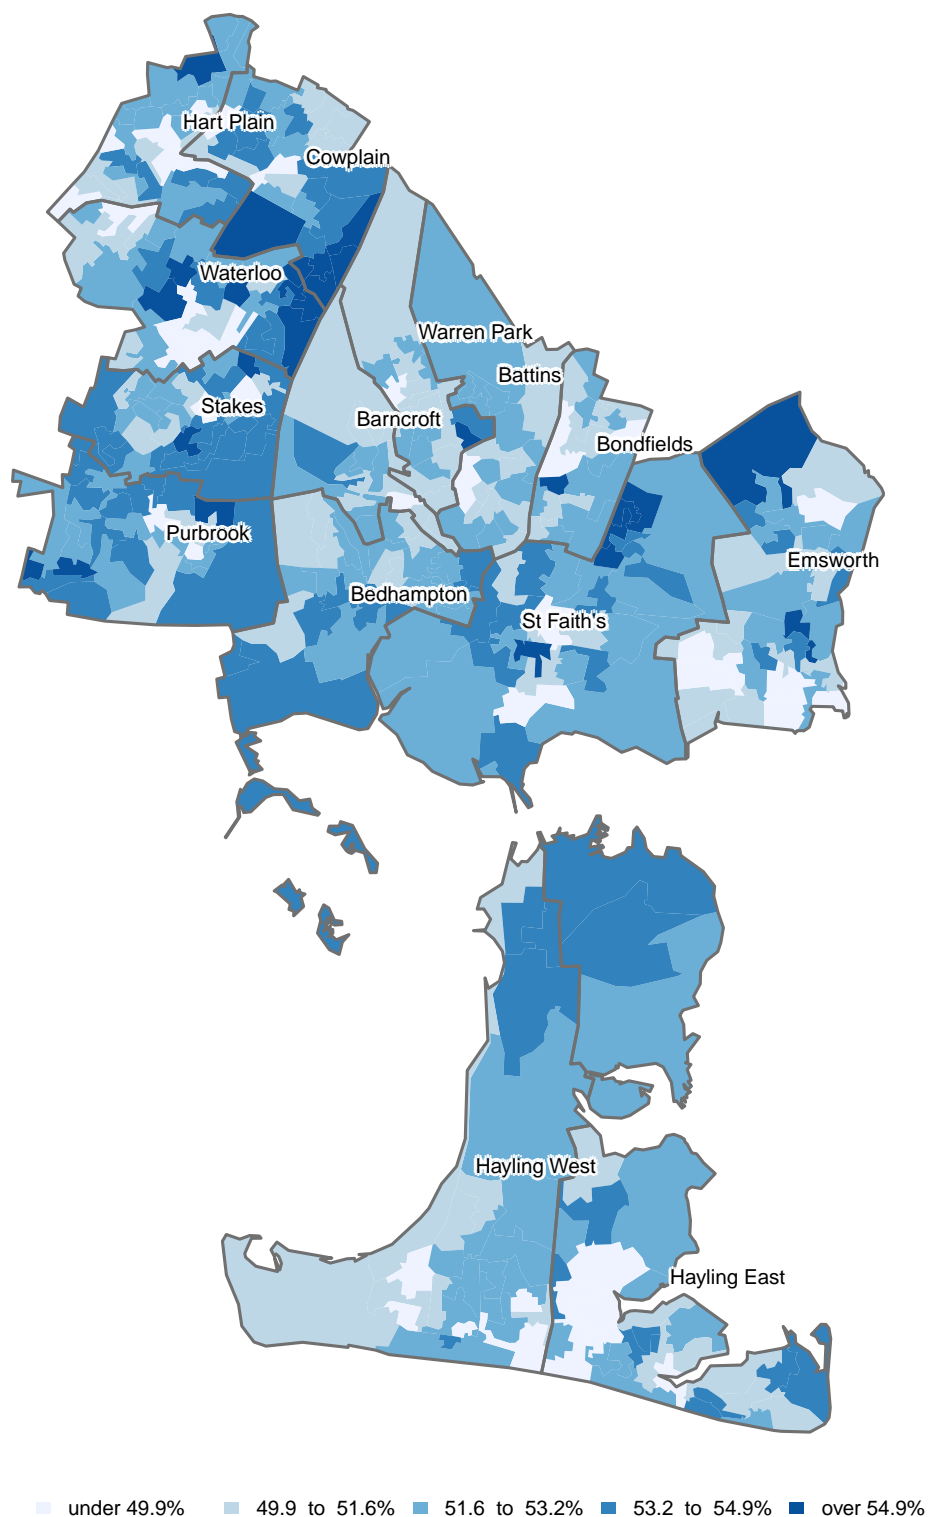 Hart Plain
Cowplain
Waterloo
Warren Park
Battins
Stakes
Barncroft
Bondfields
Purbrook
Emsworth
Bedhampton
St Faith's
Hayling West
Hayling East
under 49.9% 49.9 to 51.6% 51.6 to 53.2% 53.2 to 54.9% over 54.9%